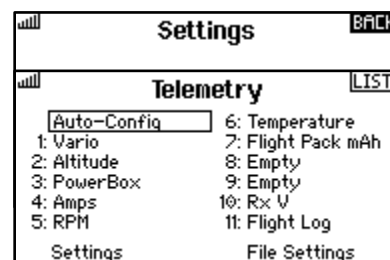 Settings BACK
Telemetry LIST
Auto-Config
1: Vario
2: Altitude
3: PowerBox
4: Amps
5: RPM
6: Temperature
7: Flight Pack mAh
8: Empty
9: Empty
10: Rx V
11: Flight Log
Settings File Settings